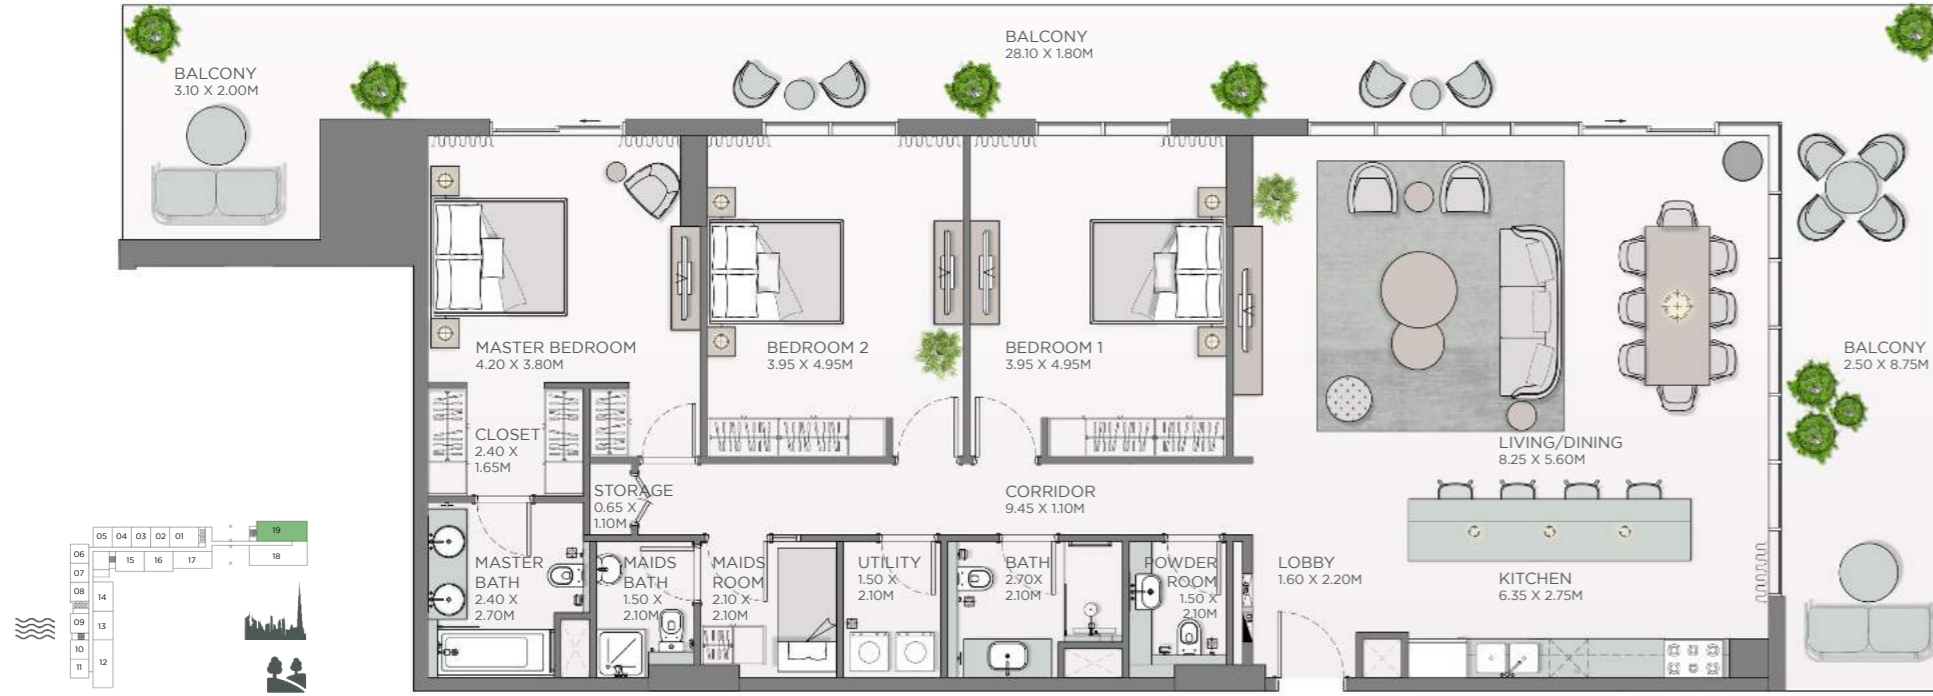 BALCONY
28.10 X 1.80M
BALCONY
3.10 X 2.00M
MASTER BEDROOM
4.20 X 3.80M
BEDROOM 2
3.95 X 4.95M
BEDROOM 1
3.95 X 4.95M
BALCONY
2.50 X 8.75M
CLOSET
2.40 X
1.65M
LIVING/DINING
8.25 X 5.60M
STORAGE
0.65 X
1.10M
CORRIDOR
9.45 X 1.10M
MASTER
BATH
2.40 X
2.70M
MAIDS
BATH
1.50 X
2.10M
MAIDS
ROOM
2.10 X
2.10M
UTILITY
1.50 X
2.10M
BATH
2.70X
2.10M
POWDER
ROOM
1.50 X
2.10M
LOBBY
1.60 X 2.20M
KITCHEN
6.35 X 2.75M
05 04 03 02 01
19
06
15 16 17
18
07
08
14
09
13
10
12
11